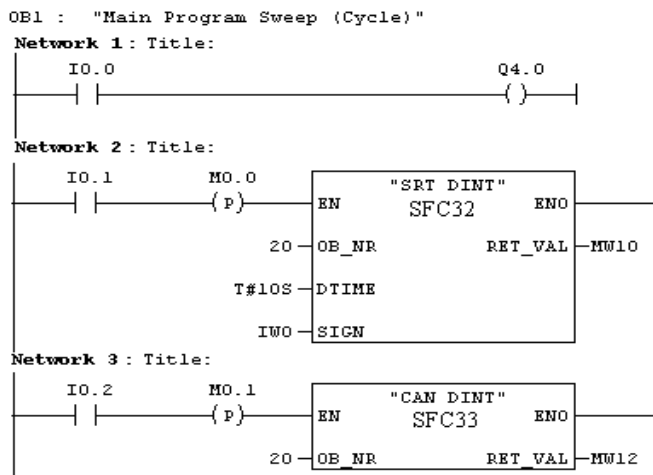 OB1 : "Main Program Sweep (Cycle)"
Network 1 : Title:
I0.0 Q4.0
( )
Network 2 : Title:
I0.1 M0.0 "SRT DINT"
(P) EN SFC32 ENO
20 OB_NR RET_VAL MW10
T#10S DTIME
IW0 SIGN
Network 3 : Title:
I0.2 M0.1 "CAN DINT"
(P) EN SFC33 ENO
20 OB_NR RET_VAL MW12